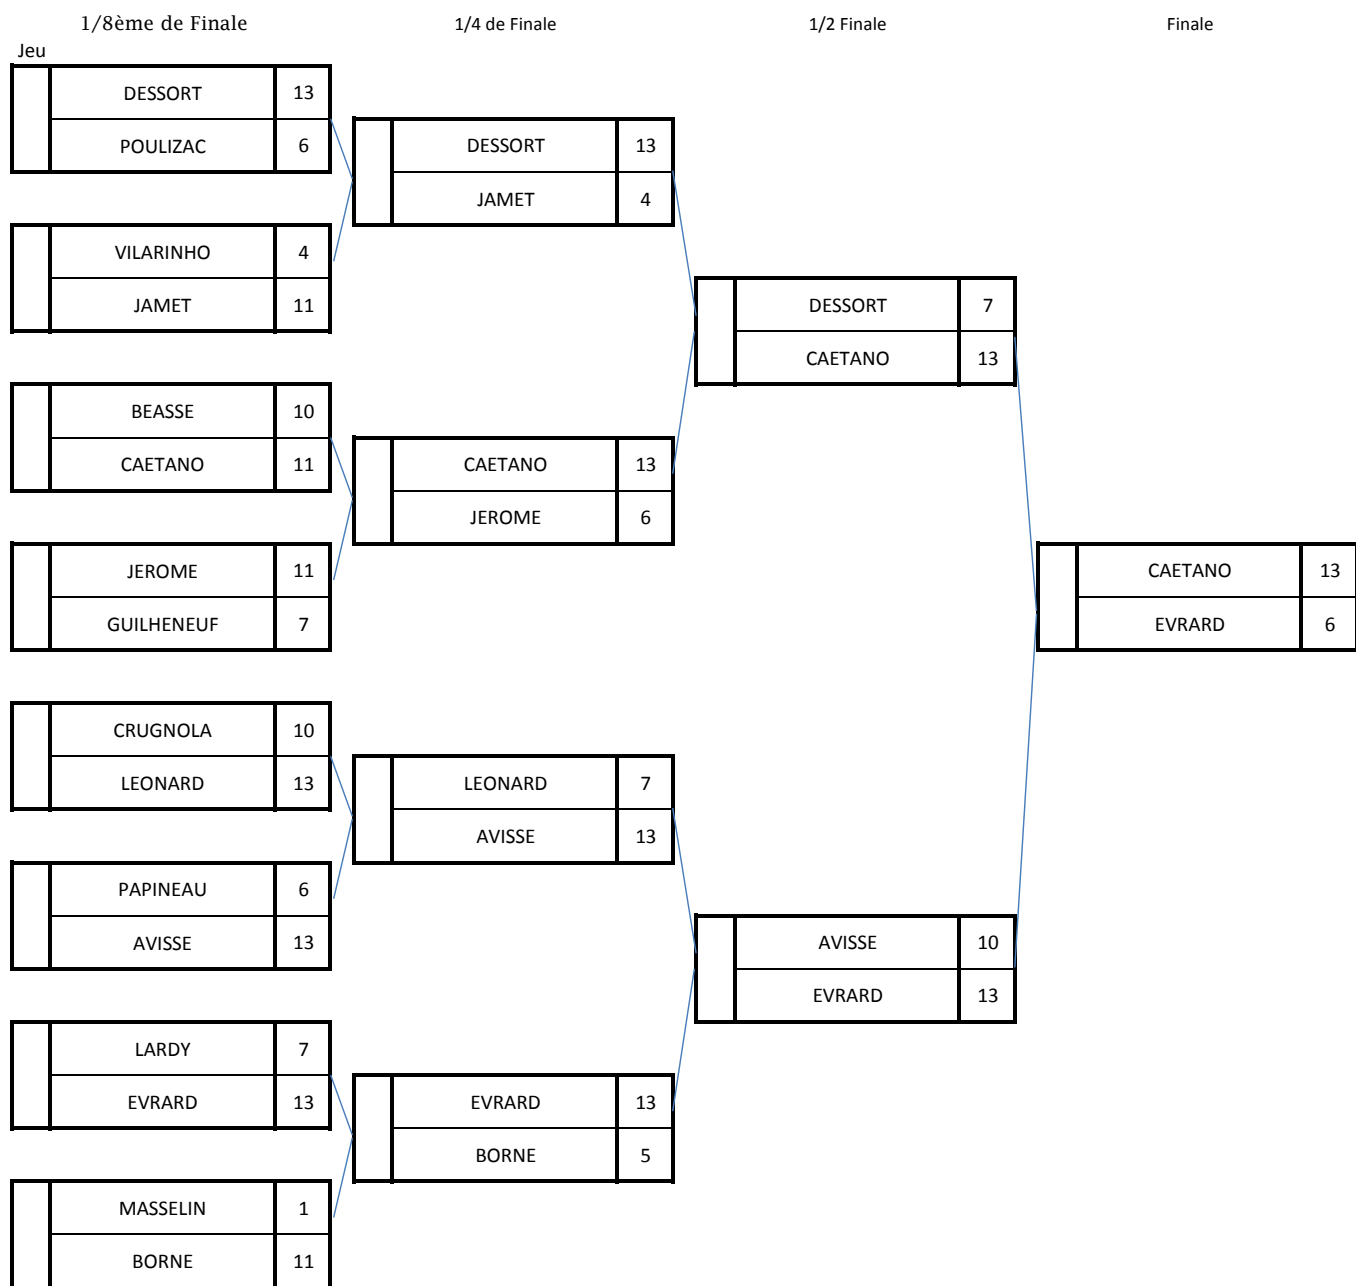 1/8ème de Finale
1/4 de Finale
1/2 Finale
Finale
Jeu
DESSORT 13
POULIZAC 6
VILARINHO 4
JAMET 11
BEASSE 10
CAETANO 11
JEROME 11
GUILHENEUF 7
CRUGNOLA 10
LEONARD 13
PAPINEAU 6
AVISSE 13
LARDY 7
EVRARD 13
MASSELIN 1
BORNE 11
DESSORT 13
JAMET 4
CAETANO 13
JEROME 6
LEONARD 7
AVISSE 13
EVRARD 13
BORNE 5
DESSORT 7
CAETANO 13
AVISSE 10
EVRARD 13
CAETANO 13
EVRARD 6